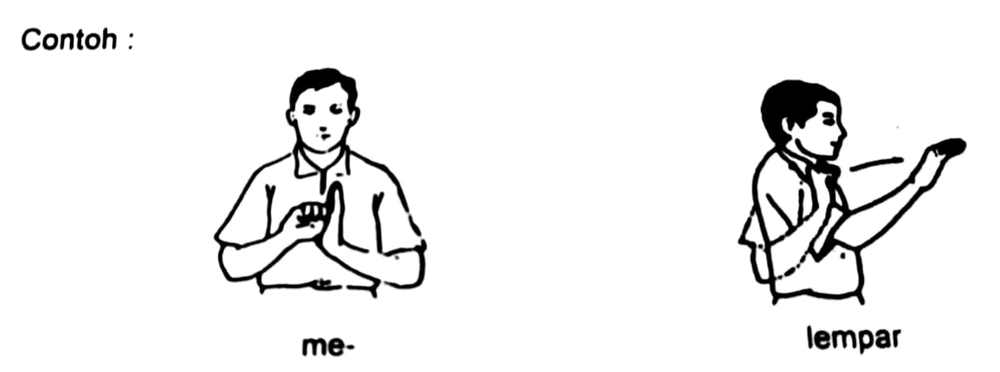 Contoh :
me-
lempar